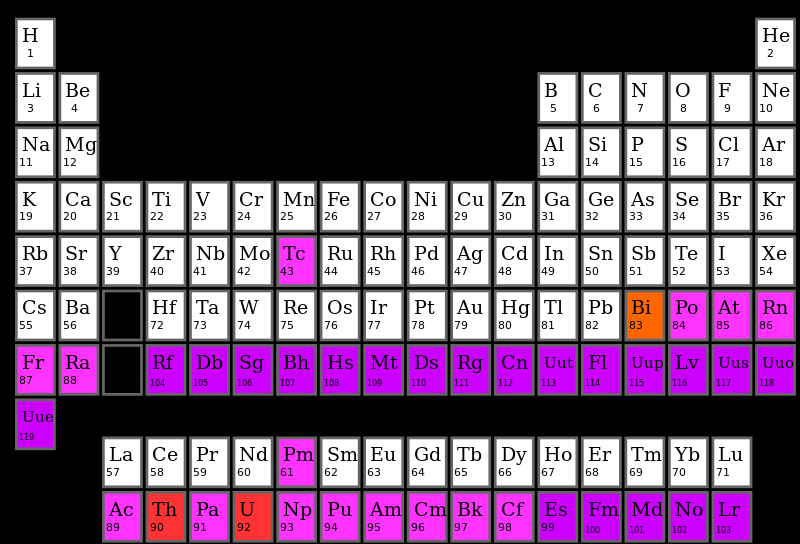 H He
1 2
Li Be B C N O F Ne
3 4 5 6 7 8 9 10
Na Mg Al Si P S Cl Ar
11 12 13 14 15 16 17 18
K Ca Sc Ti V Cr Mn Fe Co Ni Cu Zn Ga Ge As Se Br Kr
19 20 21 22 23 24 25 26 27 28 29 30 31 32 33 34 35 36
Rb Sr Y Zr Nb Mo Tc Ru Rh Pd Ag Cd In Sn Sb Te I Xe
37 38 39 40 41 42 43 44 45 46 47 48 49 50 51 52 53 54
Cs Ba Hf Ta W Re Os Ir Pt Au Hg Tl Pb Bi Po At Rn
55 56 72 73 74 75 76 77 78 79 80 81 82 83 84 85 86
Fr Ra Rf Db Sg Bh Hs Mt Ds Rg Cn Uut Fl Uup Lv Uus Uuo
87 88 104 105 106 107 108 109 110 111 112 113 114 115 116 117 118
Uue
119
La Ce Pr Nd Pm Sm Eu Gd Tb Dy Ho Er Tm Yb Lu
57 58 59 60 61 62 63 64 65 66 67 68 69 70 71
Ac Th Pa U Np Pu Am Cm Bk Cf Es Fm Md No Lr
89 90 91 92 93 94 95 96 97 98 99 100 101 102 103